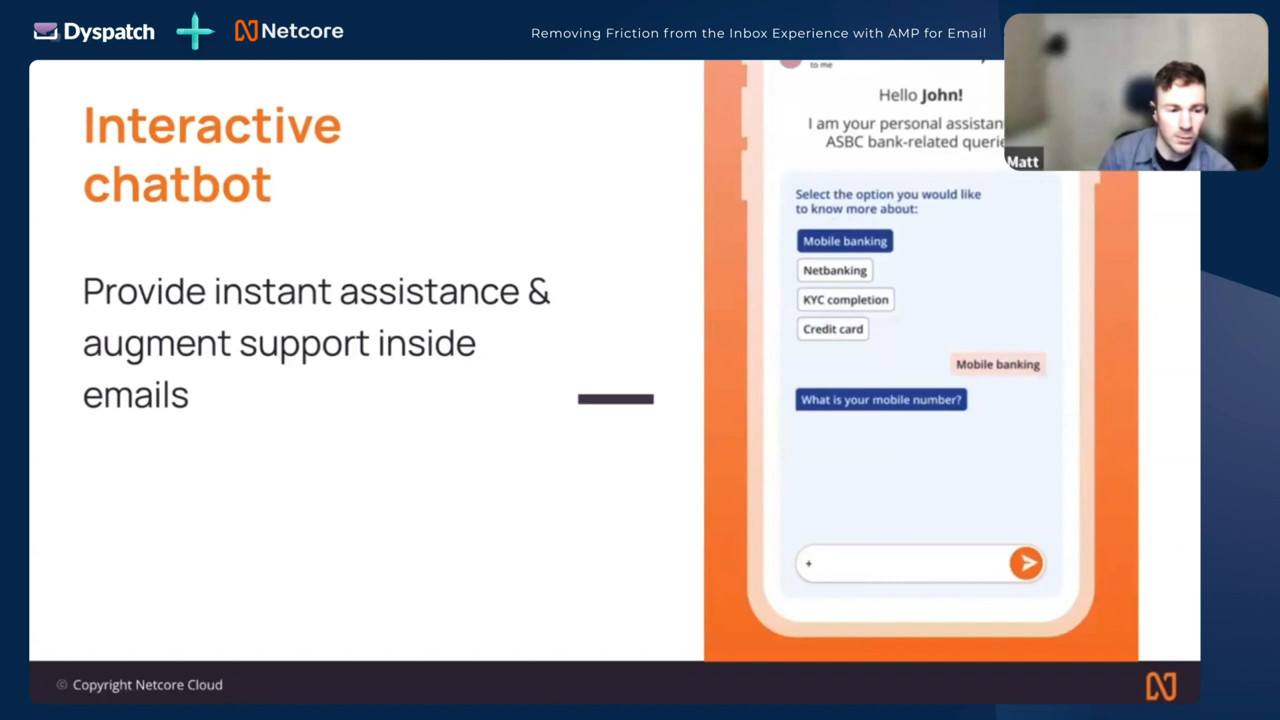 Dyspatch
Netcore
Removing Friction from the Inbox Experience with AMP for Email
Matt
Interactive
chatbot
Provide instant assistance &
augment support inside
emails
to me
Hello John!
I am your personal
ASBC bank-related
Select the option you would like
to know more about:
Mobile banking
Netbanking
KYC completion
Credit card
Mobile banking
What is your mobile number?
+
© Copyright Netcore Cloud